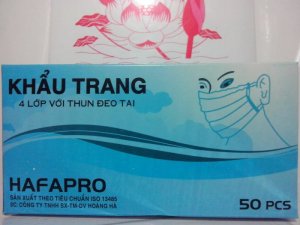 KHẨU TRANG
4 LỚP VỚI THUN ĐEO TAI
HAFAPRO
SẢN XUẤT THEO TIÊU CHUẨN ISO 13485
ĐC: CÔNG TY TNHH SX-TM-DV HOÀNG HÀ
50 PCS